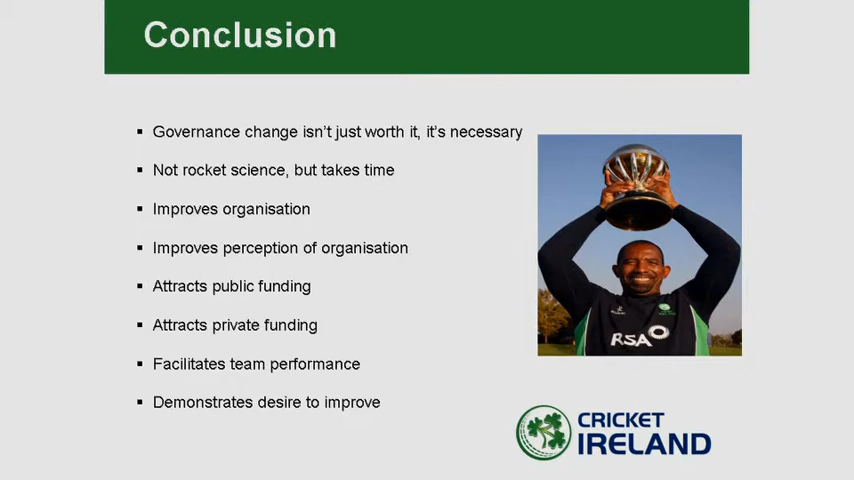 Conclusion
Governance change isn't just worth it, it's necessary
Not rocket science, but takes time
Improves organisation
Improves perception of organisation
Attracts public funding
Attracts private funding
Facilitates team performance
Demonstrates desire to improve
RSA
CRICKET
IRELAND